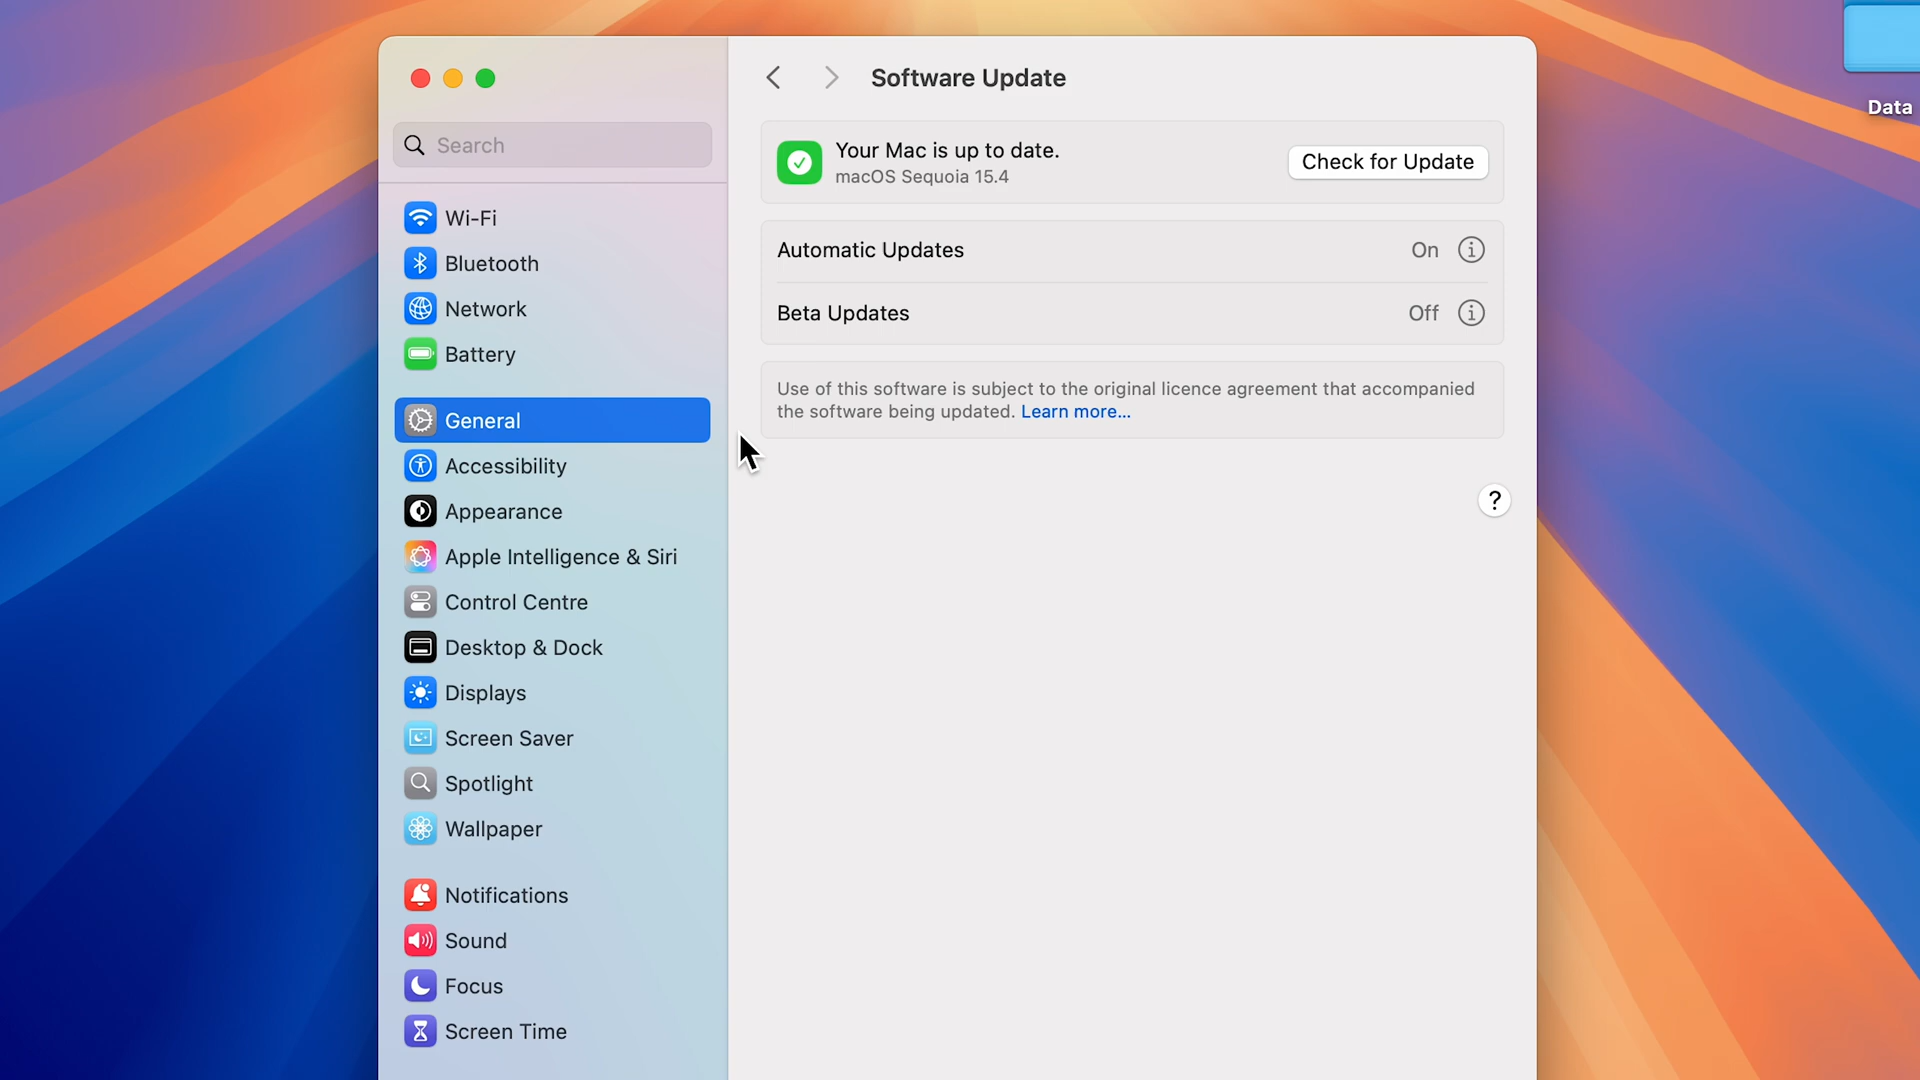 Search
Wi-Fi
Bluetooth
Network
Battery
General
Accessibility
Appearance
Apple Intelligence & Siri
Control Centre
Desktop & Dock
Displays
Screen Saver
Spotlight
Wallpaper
Notifications
Sound
Focus
Screen Time
Software Update
Your Mac is up to date.
macOS Sequoia 15.4
Check for Update
Automatic Updates On
Beta Updates Off
Use of this software is subject to the original licence agreement that accompanied
the software being updated. Learn more...
?
Data